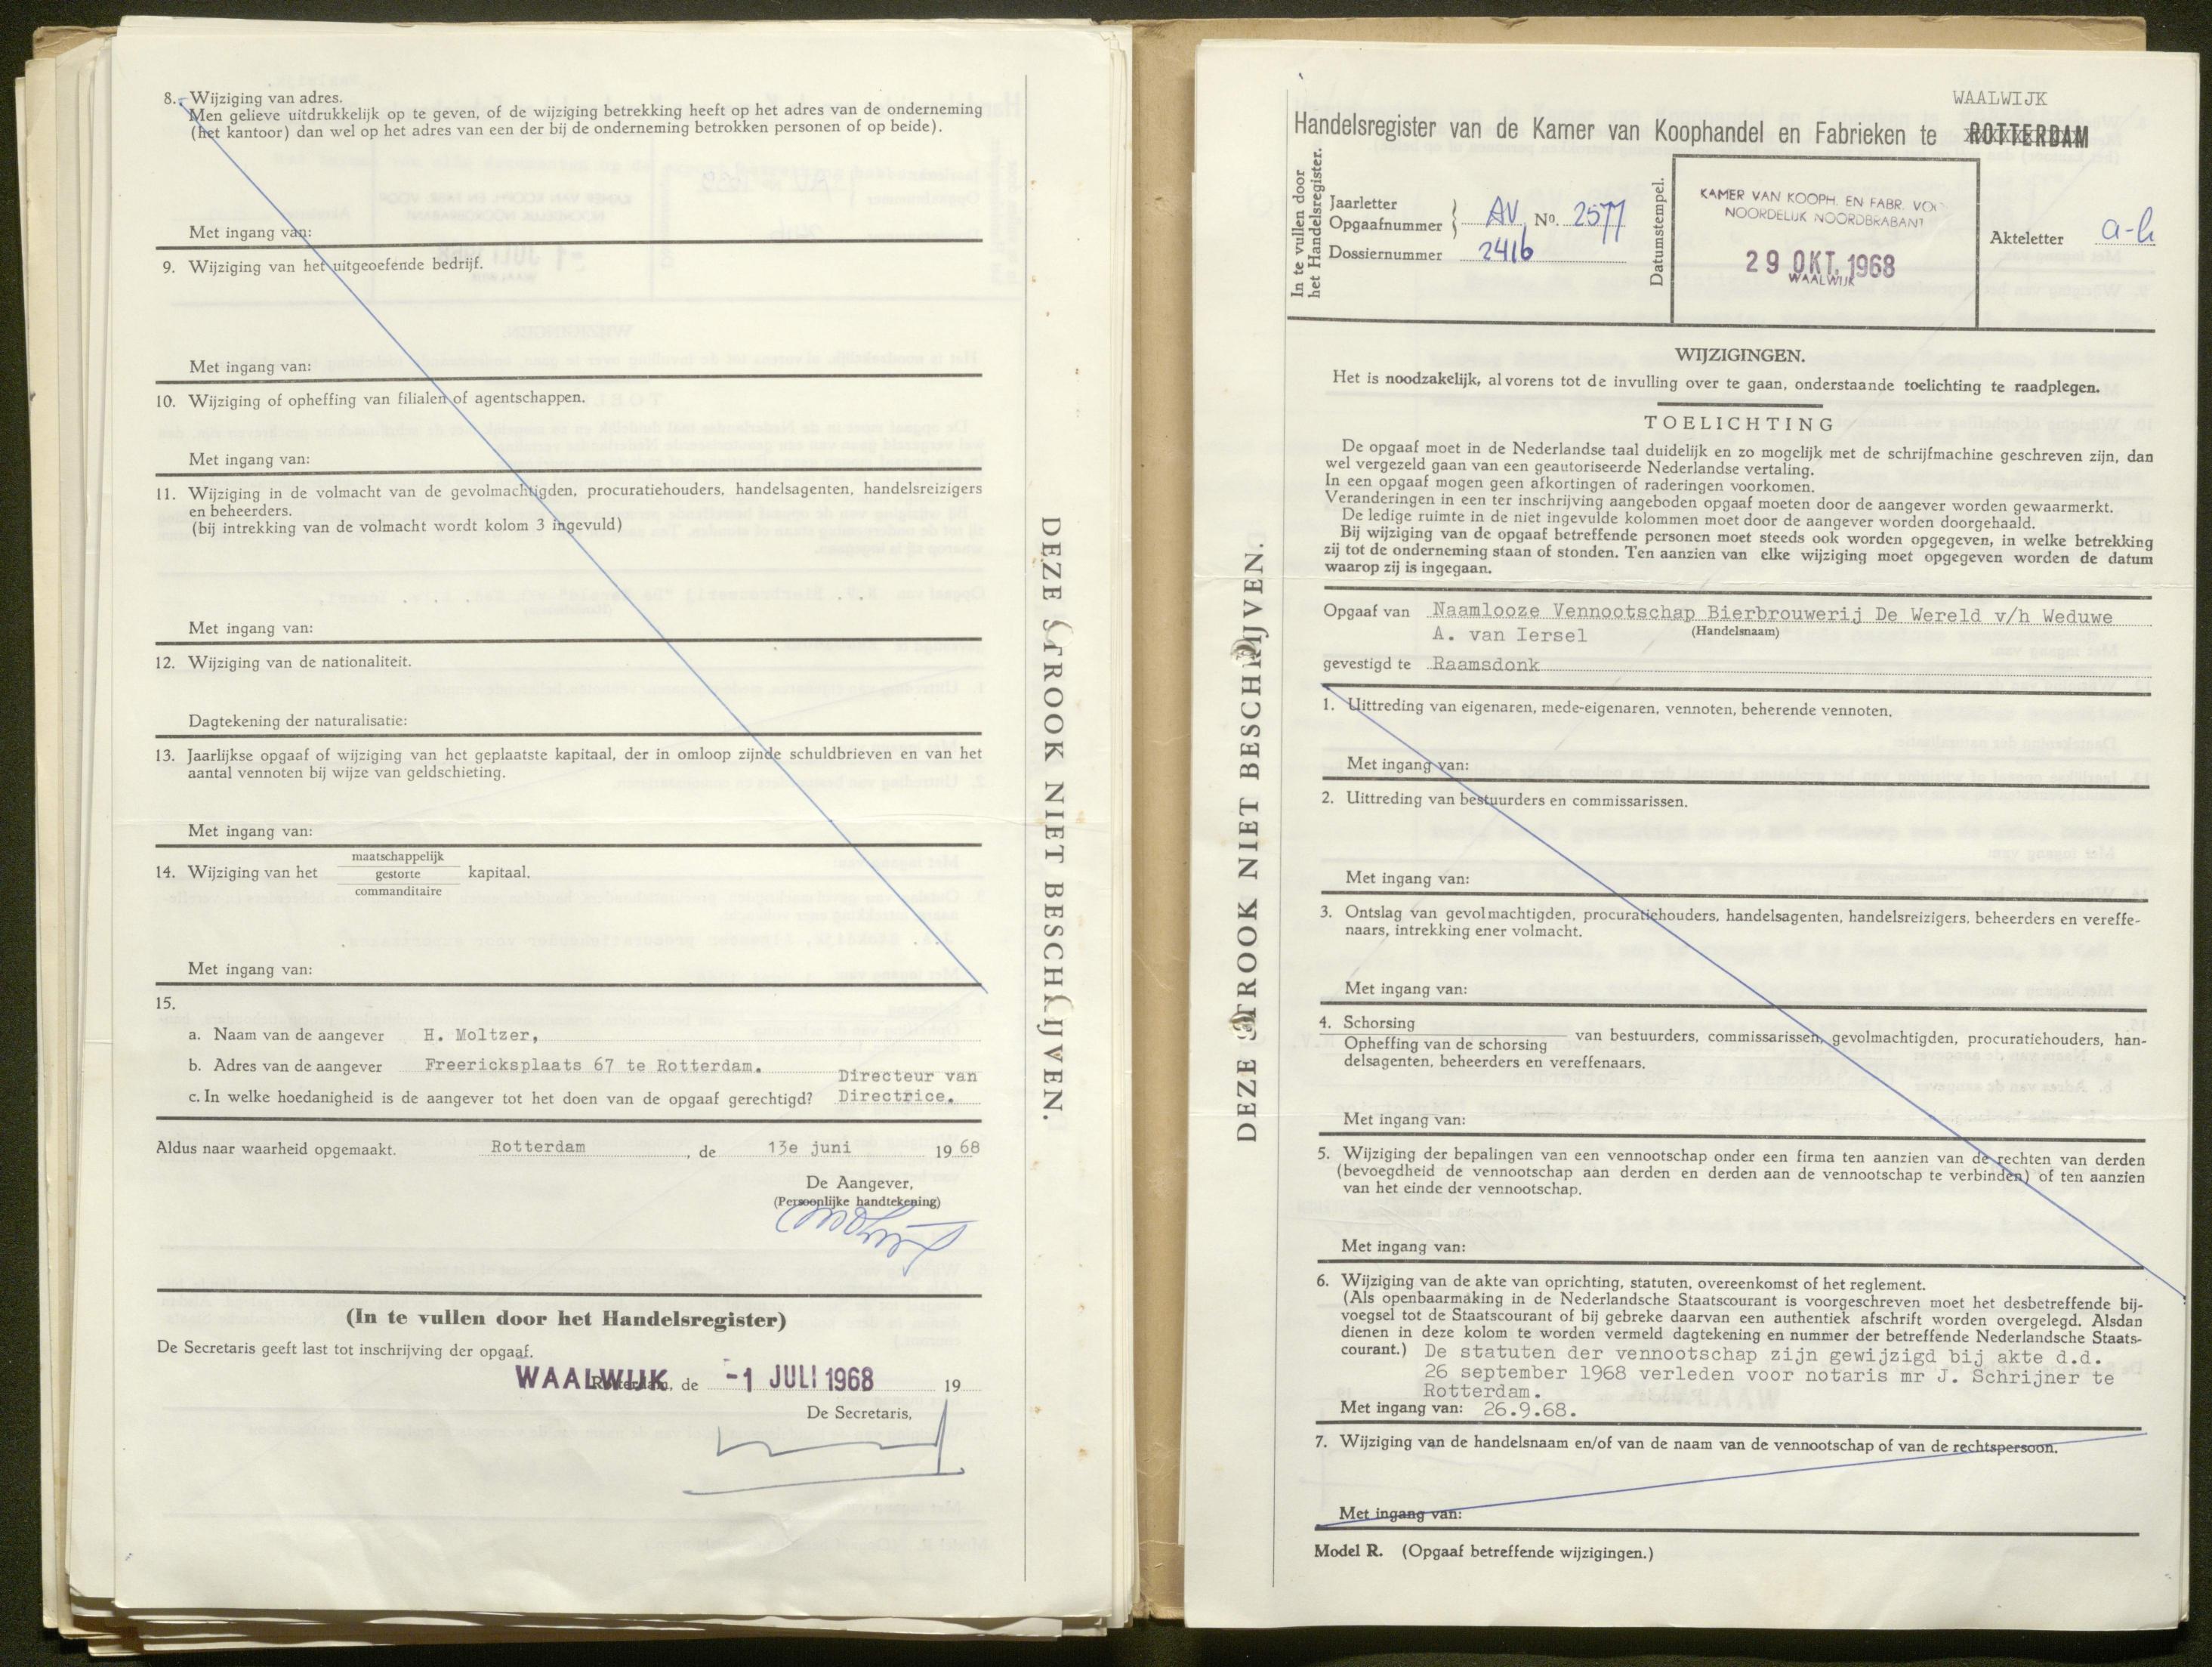 8. Wijziging van adres.
Men gelieve uitdrukkelijk op te geven, of de wijziging betrekking heeft op het adres van de onderneming
(het kantoor) dan wel op het adres van een der bij de onderneming betrokken personen of op beide).
Met ingang van:
9. Wijziging van het uitgeoefende bedrijf.
Met ingang van:
10. Wijziging of opheffing van filialen of agentschappen.
Met ingang van:
11. Wijziging in de volmacht van de gevolmachtigden, procuratiehouders, handelsagenten, handelsreizigers
en beheerders.
(bij intrekking van de volmacht wordt kolom 3 ingevuld)
Met ingang van:
12. Wijziging van de nationaliteit.
Dagtekening der naturalisatie:
13. Jaarlijkse opgaaf of wijziging van het geplaatste kapitaal, der in omloop zijnde schuldbrieven en van het
aantal vennoten bij wijze van geldschieting.
Met ingang van:
maatschappelijk
14. Wijziging van het gestorte kapitaal.
commanditaire
Met ingang van:
15.
a. Naam van de aangever H. Moltzer,
b. Adres van de aangever Freericksplaats 67 te Rotterdam.
Directeur van
c. In welke hoedanigheid is de aangever tot het doen van de opgaaf gerechtigd? Directrice.
Aldus naar waarheid opgemaakt. Rotterdam, de 13e juni 1968
De Aangever,
(Persoonlijke handtekening)
(In te vullen door het Handelsregister)
De Secretaris geeft last tot inschrijving der opgaaf.
WAALWIJK Rotterdam, de -1 JULI 1968 19
De Secretaris,
DEZE STROOK NIET BESCHRIJVEN.
DEZE STROOK NIET BESCHRIJVEN.
WAALWIJK
Handelsregister van de Kamer van Koophandel en Fabrieken te ROTTERDAM
In te vullen door
het Handelsregister.
Jaarletter
Opgaafnummer } AV No. 2577
Dossiernummer 2416
Datumstempel.
KAMER VAN KOOPH. EN FABR. VOOR
NOORDELIJK NOORDBRABANT
29 OKT. 1968
WAALWIJK
Akteletter a-h
WIJZIGINGEN.
Het is noodzakelijk, alvorens tot de invulling over te gaan, onderstaande toelichting te raadplegen.
TOELICHTING
De opgaaf moet in de Nederlandse taal duidelijk en zo mogelijk met de schrijfmachine geschreven zijn, dan
wel vergezeld gaan van een geautoriseerde Nederlandse vertaling.
In een opgaaf mogen geen afkortingen of raderingen voorkomen.
Veranderingen in een ter inschrijving aangeboden opgaaf moeten door de aangever worden gewaarmerkt.
De ledige ruimte in de niet ingevulde kolommen moet door de aangever worden doorgehaald.
Bij wijziging van de opgaaf betreffende personen moet steeds ook worden opgegeven, in welke betrekking
zij tot de onderneming staan of stonden. Ten aanzien van elke wijziging moet opgegeven worden de datum
waarop zij is ingegaan.
Opgaaf van Naamlooze Vennootschap Bierbrouwerij De Wereld v/h Weduwe
A. van Iersel (Handelsnaam)
gevestigd te Raamsdonk
1. Uittreding van eigenaren, mede-eigenaren, vennoten, beherende vennoten.
Met ingang van:
2. Uittreding van bestuurders en commissarissen.
Met ingang van:
3. Ontslag van gevolmachtigden, procuratiehouders, handelsagenten, handelsreizigers, beheerders en vereffe-
naars, intrekking ener volmacht.
Met ingang van:
4. Schorsing
Opheffing van de schorsing van bestuurders, commissarissen, gevolmachtigden, procuratiehouders, han-
delsagenten, beheerders en vereffenaars.
Met ingang van:
5. Wijziging der bepalingen van een vennootschap onder een firma ten aanzien van de rechten van derden
(bevoegdheid de vennootschap aan derden en derden aan de vennootschap te verbinden) of ten aanzien
van het einde der vennootschap.
Met ingang van:
6. Wijziging van de akte van oprichting, statuten, overeenkomst of het reglement.
(Als openbaarmaking in de Nederlandsche Staatscourant is voorgeschreven moet het desbetreffende bij-
voegsel tot de Staatscourant of bij gebreke daarvan een authentiek afschrift worden overgelegd. Alsdan
dienen in deze kolom te worden vermeld dagtekening en nummer der betreffende Nederlandsche Staats-
courant.) De statuten der vennootschap zijn gewijzigd bij akte d.d.
26 september 1968 verleden voor notaris mr J. Schrijner te
Rotterdam.
Met ingang van: 26.9.68.
7. Wijziging van de handelsnaam en/of van de naam van de vennootschap of van de rechtspersoon.
Met ingang van:
Model R. (Opgaaf betreffende wijzigingen.)